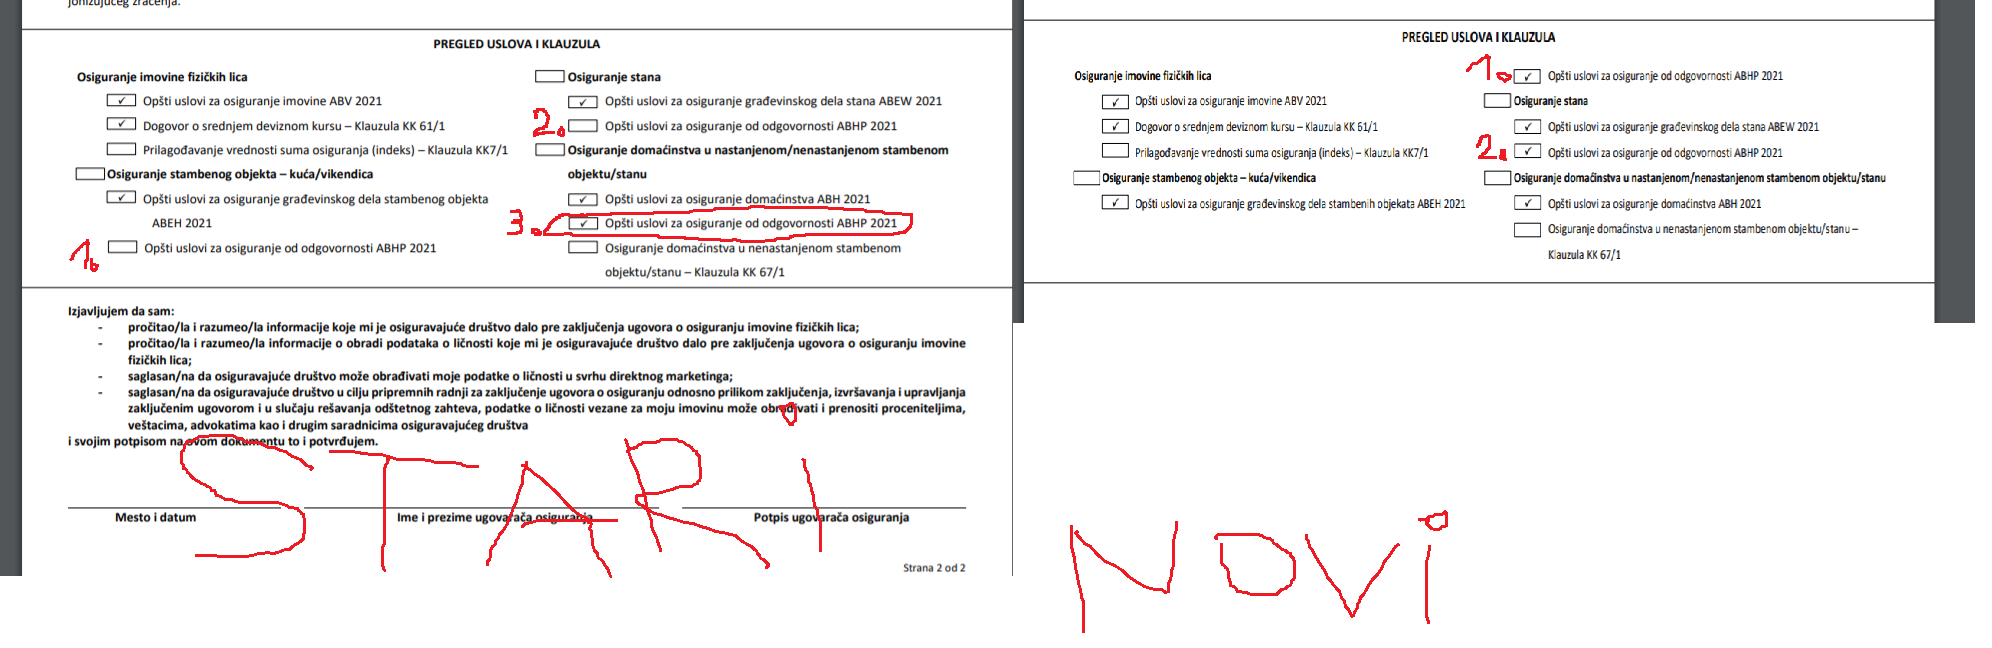 jonizujućeg zračenja.
PREGLED USLOVA I KLAUZULA
Osiguranje imovine fizičkih lica
Opšti uslovi za osiguranje imovine ABV 2021
Dogovor o srednjem deviznom kursu – Klauzula KK 61/1
Prilagođavanje vrednosti suma osiguranja (indeks) – Klauzula KK7/1
Osiguranje stambenog objekta – kuća/vikendica
Opšti uslovi za osiguranje građevinskog dela stambenog objekta
ABEH 2021
1. Opšti uslovi za osiguranje od odgovornosti ABHP 2021
Osiguranje stana
Opšti uslovi za osiguranje građevinskog dela stana ABEW 2021
2. Opšti uslovi za osiguranje od odgovornosti ABHP 2021
Osiguranje domaćinstva u nastanjenom/nenastanjenom stambenom
objektu/stanu
Opšti uslovi za osiguranje domaćinstva ABH 2021
3. Opšti uslovi za osiguranje od odgovornosti ABHP 2021
Osiguranje domaćinstva u nenastanjenom stambenom
objektu/stanu – Klauzula KK 67/1
Izjavljujem da sam:
- pročitao/la i razumeo/la informacije koje mi je osiguravajuće društvo dalo pre zaključenja ugovora o osiguranju imovine fizičkih lica;
- pročitao/la i razumeo/la informacije o obradi podataka o ličnosti koje mi je osiguravajuće društvo dalo pre zaključenja ugovora o osiguranju imovine
fizičkih lica;
- saglasan/na da osiguravajuće društvo može obrađivati moje podatke o ličnosti u svrhu direktnog marketinga;
- saglasan/na da osiguravajuće društvo u cilju pripremnih radnji za zaključenje ugovora o osiguranju odnosno prilikom zaključenja, izvršavanja i upravljanja
zaključenim ugovorom i u slučaju rešavanja odštetnog zahteva, podatke o ličnosti vezane za moju imovinu može obrađivati i prenositi proceniteljima,
veštacima, advokatima kao i drugim saradnicima osiguravajućeg društva
i svojim potpisom na ovom dokumentu to i potvrđujem.
STARi
Mesto i datum
Ime i prezime ugovarača osiguranja
Potpis ugovarača osiguranja
Strana 2 od 2
PREGLED USLOVA I KLAUZULA
Osiguranje imovine fizičkih lica
Opšti uslovi za osiguranje imovine ABV 2021
Dogovor o srednjem deviznom kursu – Klauzula KK 61/1
Prilagođavanje vrednosti suma osiguranja (indeks) – Klauzula KK7/1
Osiguranje stambenog objekta – kuća/vikendica
Opšti uslovi za osiguranje građevinskog dela stambenih objekata ABEH 2021
1. Opšti uslovi za osiguranje od odgovornosti ABHP 2021
Osiguranje stana
Opšti uslovi za osiguranje građevinskog dela stana ABEW 2021
2. Opšti uslovi za osiguranje od odgovornosti ABHP 2021
Osiguranje domaćinstva u nastanjenom/nenastanjenom stambenom objektu/stanu
Opšti uslovi za osiguranje domaćinstva ABH 2021
Osiguranje domaćinstva u nenastanjenom stambenom objektu/stanu –
Klauzula KK 67/1
NOVi